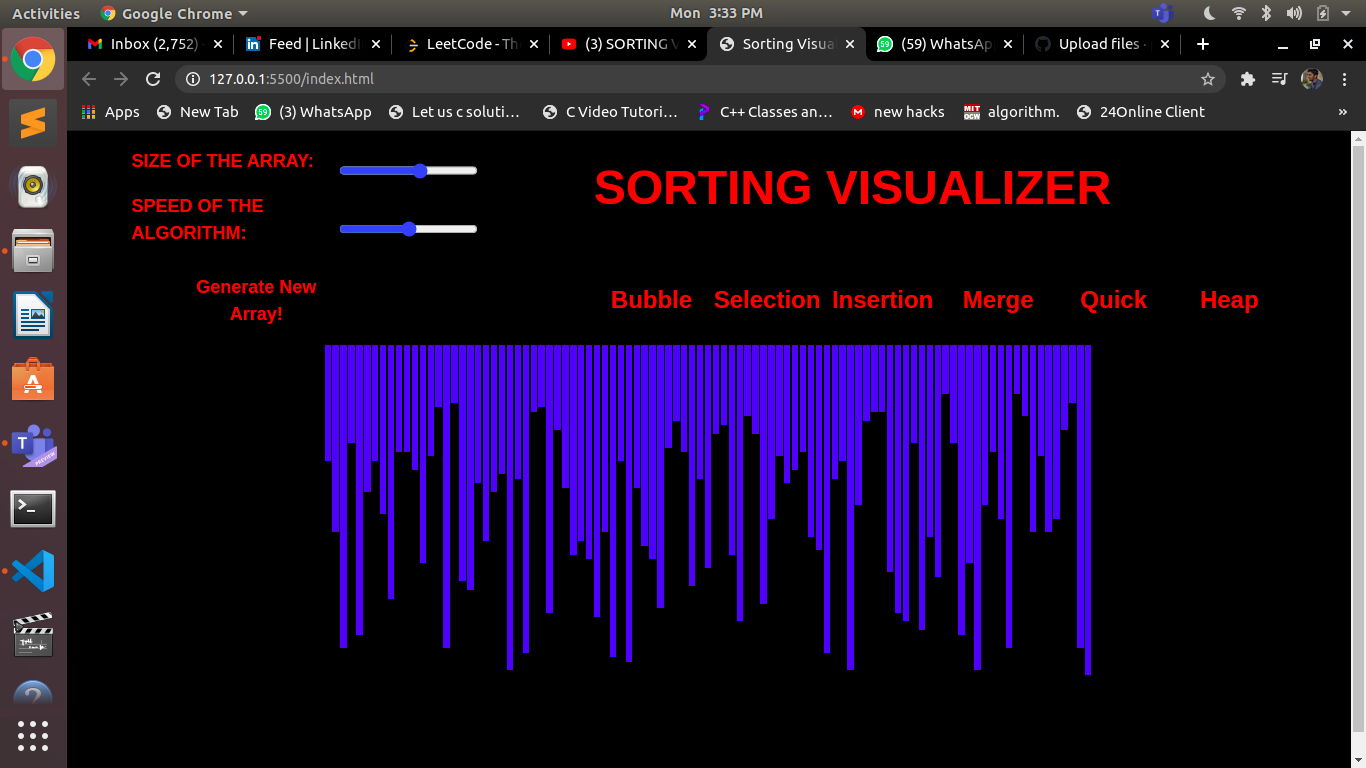 Activities Google Chrome Mon 3:33 PM
Inbox (2,752) Feed | Linked LeetCode - Th (3) SORTING V Sorting Visua (59) WhatsAp Upload files ·
127.0.0.1:5500/index.html
Apps New Tab (3) WhatsApp Let us c soluti… C Video Tutori… C++ Classes an… new hacks algorithm. 24Online Client »
SIZE OF THE ARRAY:
SORTING VISUALIZER
SPEED OF THE
ALGORITHM:
Generate New
Array!
Bubble Selection Insertion Merge Quick Heap